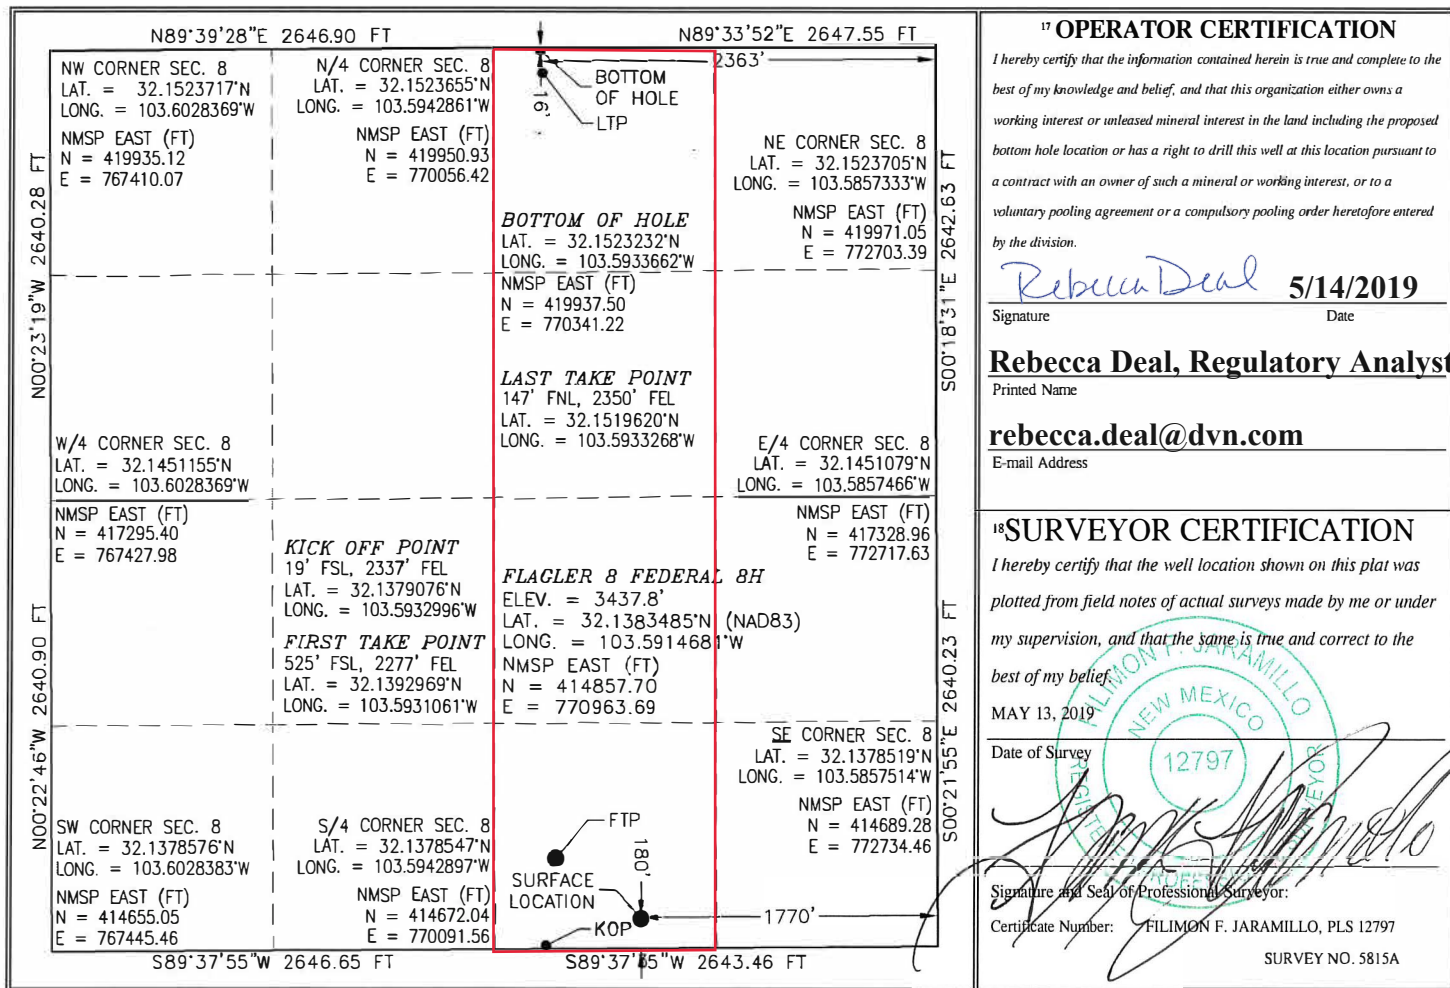 N89°39'28"E 2646.90 FT
N89°33'52"E 2647.55 FT
NW CORNER SEC. 8
LAT. = 32.1523717°N
LONG. = 103.6028369°W
NMSP EAST (FT)
N = 419935.12
E = 767410.07
N/4 CORNER SEC. 8
LAT. = 32.1523655°N
LONG. = 103.5942861°W
NMSP EAST (FT)
N = 419950.93
E = 770056.42
2363'
16'
BOTTOM
OF HOLE
LTP
NE CORNER SEC. 8
LAT. = 32.1523705°N
LONG. = 103.5857333°W
NMSP EAST (FT)
N = 419971.05
E = 772703.39
BOTTOM OF HOLE
LAT. = 32.1523232°N
LONG. = 103.5933662°W
NMSP EAST (FT)
N = 419937.50
E = 770341.22
N00°23'19"W 2640.28 FT
S00°18'31"E 2642.63 FT
LAST TAKE POINT
147' FNL, 2350' FEL
LAT. = 32.1519620°N
LONG. = 103.5933268°W
W/4 CORNER SEC. 8
LAT. = 32.1451155°N
LONG. = 103.6028369°W
NMSP EAST (FT)
N = 417295.40
E = 767427.98
E/4 CORNER SEC. 8
LAT. = 32.1451079°N
LONG. = 103.5857466°W
NMSP EAST (FT)
N = 417328.96
E = 772717.63
KICK OFF POINT
19' FSL, 2337' FEL
LAT. = 32.1379076°N
LONG. = 103.5932996°W
FIRST TAKE POINT
525' FSL, 2277' FEL
LAT. = 32.1392969°N
LONG. = 103.5931061°W
FLAGLER 8 FEDERAL 8H
ELEV. = 3437.8'
LAT. = 32.1383485°N (NAD83)
LONG. = 103.5914681°W
NMSP EAST (FT)
N = 414857.70
E = 770963.69
N00°22'46"W 2640.90 FT
S00°21'55"E 2640.23 FT
SE CORNER SEC. 8
LAT. = 32.1378519°N
LONG. = 103.5857514°W
NMSP EAST (FT)
N = 414689.28
E = 772734.46
SW CORNER SEC. 8
LAT. = 32.1378576°N
LONG. = 103.6028383°W
NMSP EAST (FT)
N = 414655.05
E = 767445.46
S/4 CORNER SEC. 8
LAT. = 32.1378547°N
LONG. = 103.5942897°W
NMSP EAST (FT)
N = 414672.04
E = 770091.56
FTP
180'
SURFACE
LOCATION
KOP
1770'
S89°37'55"W 2646.65 FT
S89°37'55"W 2643.46 FT
17 OPERATOR CERTIFICATION
I hereby certify that the information contained herein is true and complete to the
best of my knowledge and belief, and that this organization either owns a
working interest or unleased mineral interest in the land including the proposed
bottom hole location or has a right to drill this well at this location pursuant to
a contract with an owner of such a mineral or working interest, or to a
voluntary pooling agreement or a compulsory pooling order heretofore entered
by the division.
Rebecca Deal 5/14/2019
Signature Date
Rebecca Deal, Regulatory Analyst
Printed Name
rebecca.deal@dvn.com
E-mail Address
18 SURVEYOR CERTIFICATION
I hereby certify that the well location shown on this plat was
plotted from field notes of actual surveys made by me or under
my supervision, and that the same is true and correct to the
best of my belief.
MAY 13, 2019
Date of Survey
FILIMON F. JARAMILLO
NEW MEXICO
12797
Signature and Seal of Professional Surveyor:
Certificate Number: FILIMON F. JARAMILLO, PLS 12797
SURVEY NO. 5815A